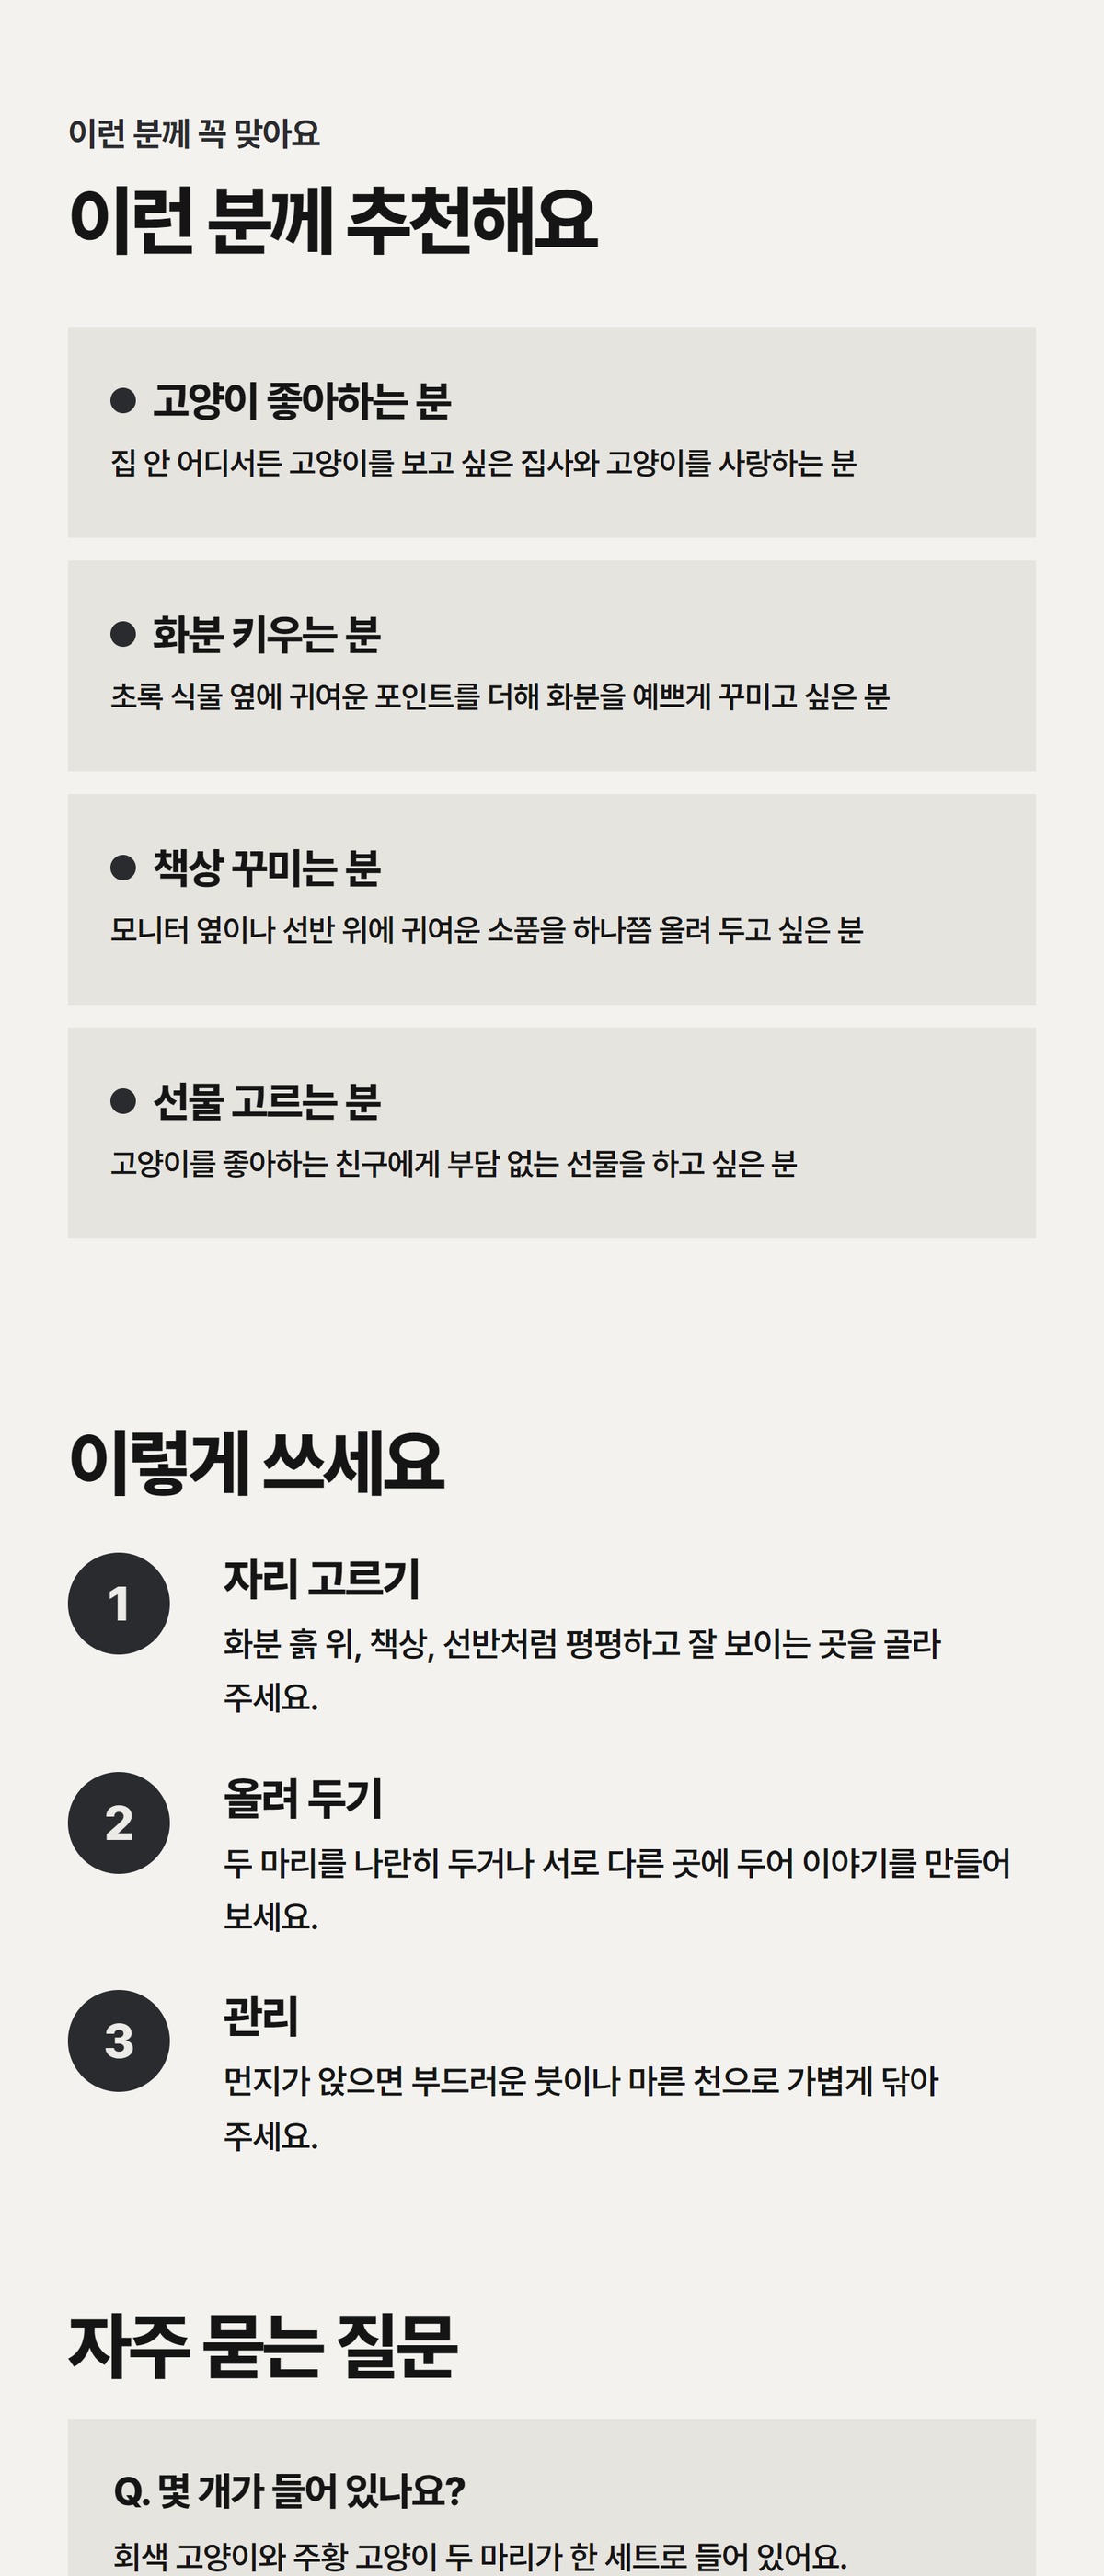 이런 분께 꼭 맞아요
이런 분께 추천해요
고양이 좋아하는 분
집 안 어디서든 고양이를 보고 싶은 집사와 고양이를 사랑하는 분
화분 키우는 분
초록 식물 옆에 귀여운 포인트를 더해 화분을 예쁘게 꾸미고 싶은 분
책상 꾸미는 분
모니터 옆이나 선반 위에 귀여운 소품을 하나쯤 올려 두고 싶은 분
선물 고르는 분
고양이를 좋아하는 친구에게 부담 없는 선물을 하고 싶은 분
이렇게 쓰세요
1
자리 고르기
화분 흙 위, 책상, 선반처럼 평평하고 잘 보이는 곳을 골라
주세요.
2
올려 두기
두 마리를 나란히 두거나 서로 다른 곳에 두어 이야기를 만들어
보세요.
3
관리
먼지가 앉으면 부드러운 붓이나 마른 천으로 가볍게 닦아
주세요.
자주 묻는 질문
Q. 몇 개가 들어 있나요?
회색 고양이와 주황 고양이 두 마리가 한 세트로 들어 있어요.